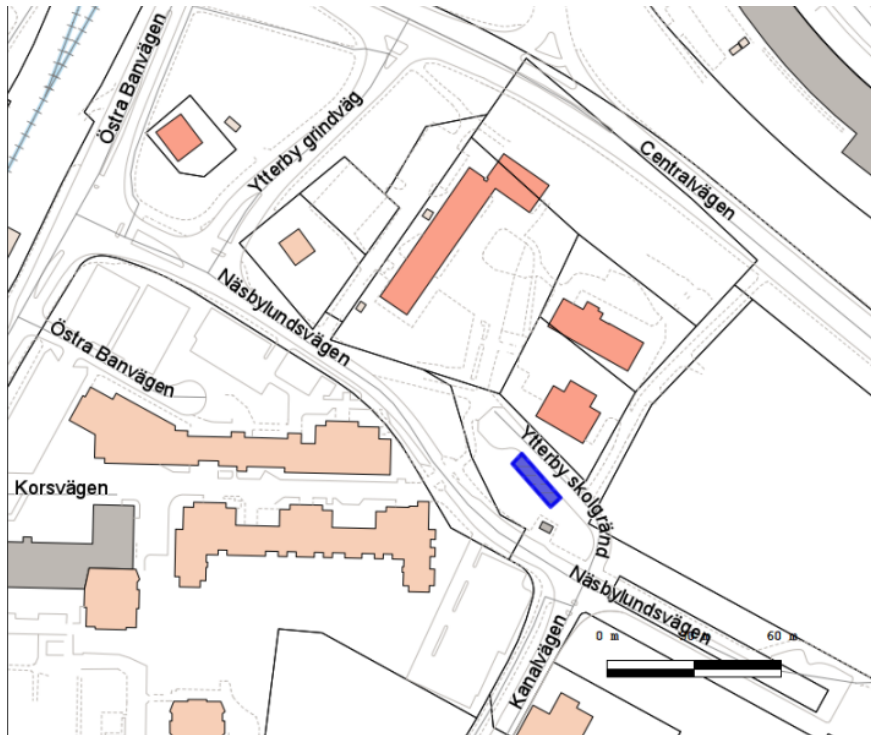 Östra Banvägen
Ytterby grindväg
Centralvägen
Näsbylundsvägen
Östra Banvägen
Ytterby skolgränd
Korsvägen
Näsbylundsvägen
Kanalvägen
0 m
60 m